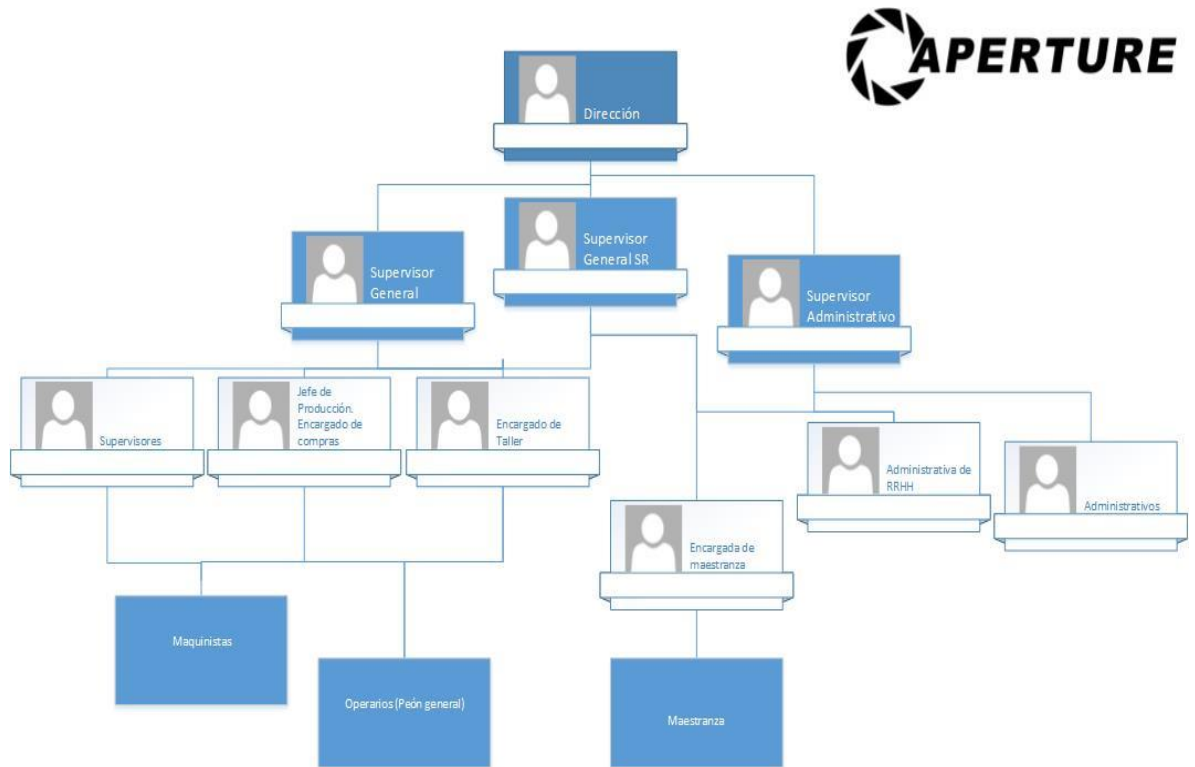 APERTURE
Dirección
Supervisor
General SR
Supervisor
General
Supervisor
Administrativo
Supervisores
Jefe de
Producción.
Encargado de
compras
Encargado de
Taller
Administrativa de
RRHH
Administrativos
Encargada de
maestranza
Maquinistas
Operarios (Peón general)
Maestranza